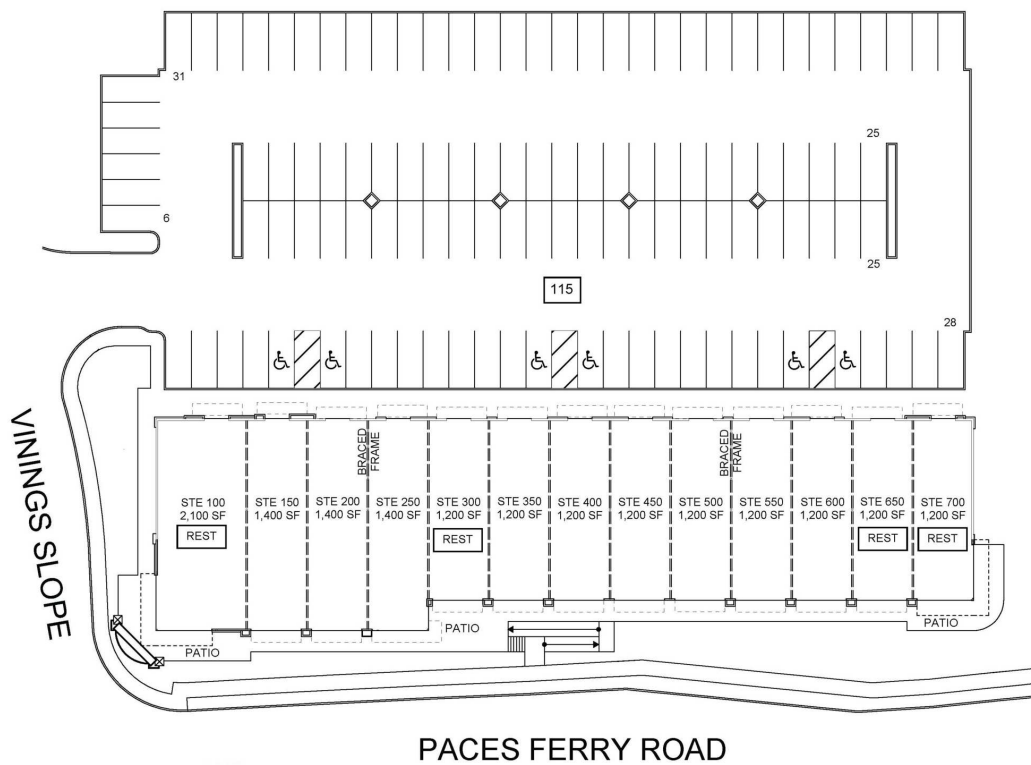 31
25
6
25
115
28
VININGS SLOPE
BRACED
FRAME
BRACED
FRAME
STE 100
2,100 SF
REST
STE 150
1,400 SF
STE 200
1,400 SF
STE 250
1,400 SF
STE 300
1,200 SF
REST
STE 350
1,200 SF
STE 400
1,200 SF
STE 450
1,200 SF
STE 500
1,200 SF
STE 550
1,200 SF
STE 600
1,200 SF
STE 650
1,200 SF
REST
STE 700
1,200 SF
REST
PATIO
PATIO
PATIO
PACES FERRY ROAD